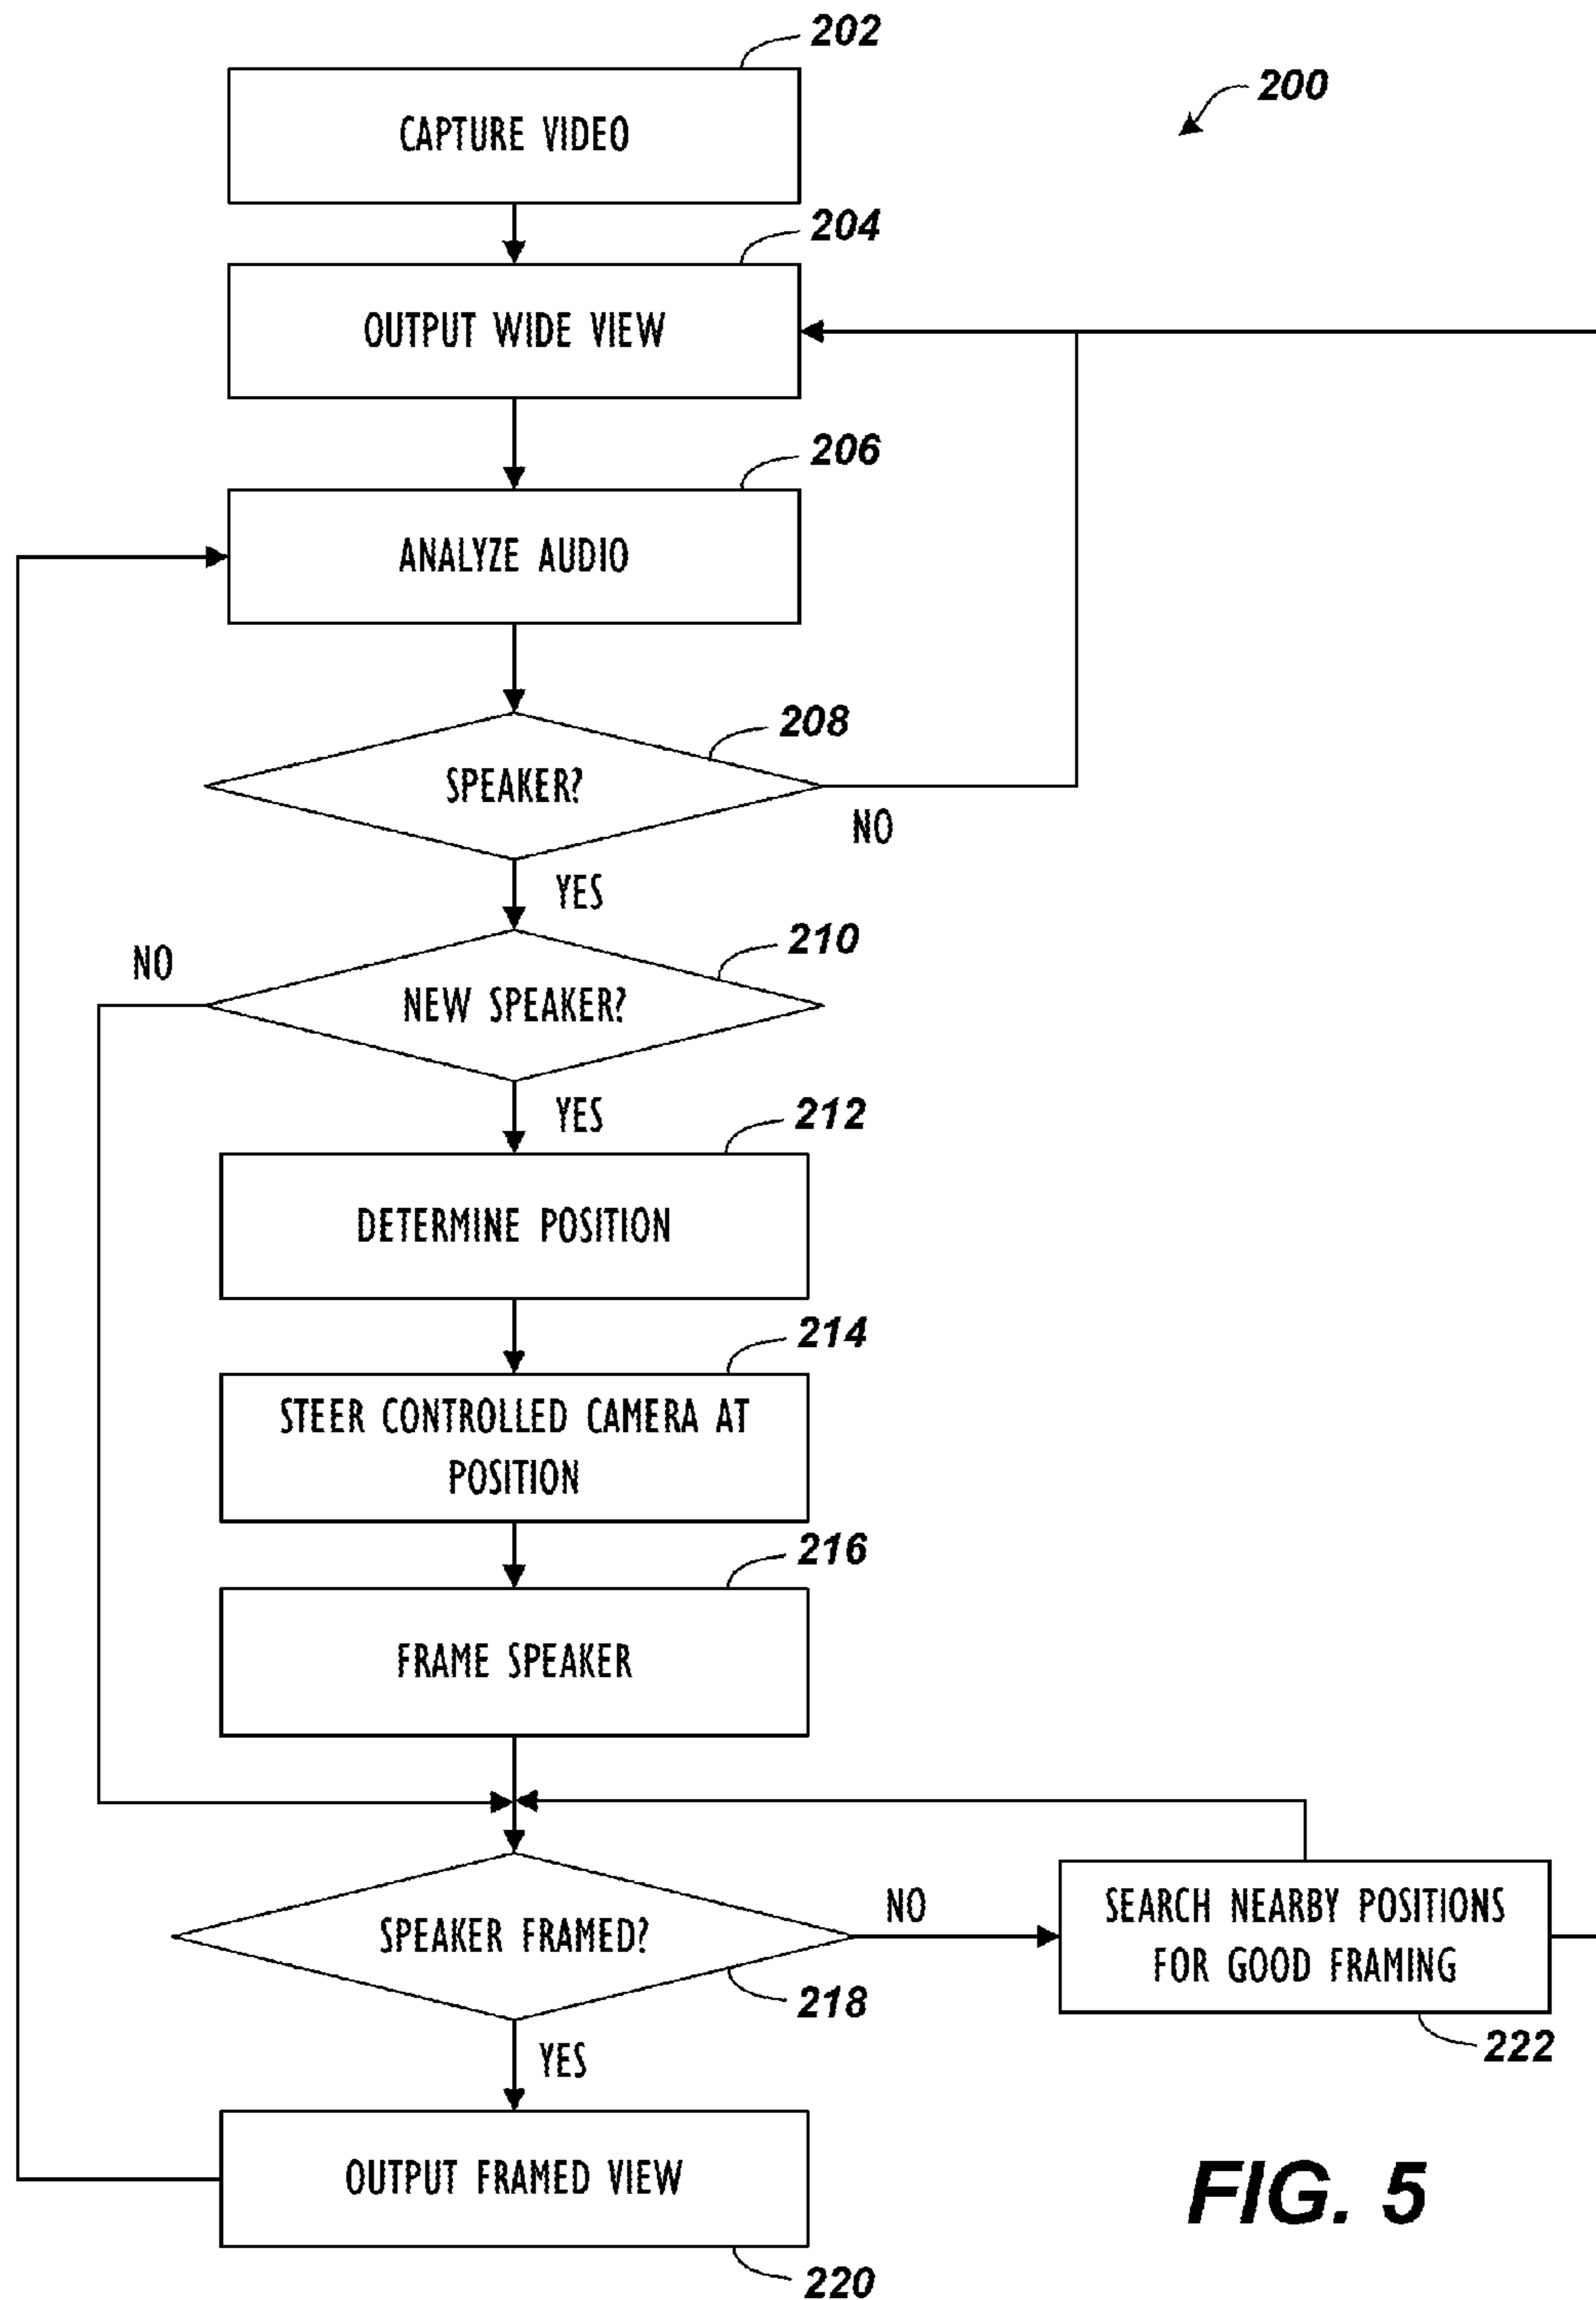 202
CAPTURE VIDEO
200
204
OUTPUT WIDE VIEW
206
ANALYZE AUDIO
208
SPEAKER?
NO
YES
210
NO
NEW SPEAKER?
YES
212
DETERMINE POSITION
214
STEER CONTROLLED CAMERA AT
POSITION
216
FRAME SPEAKER
SPEAKER FRAMED?
NO
218
SEARCH NEARBY POSITIONS
FOR GOOD FRAMING
222
YES
OUTPUT FRAMED VIEW
220
FIG. 5